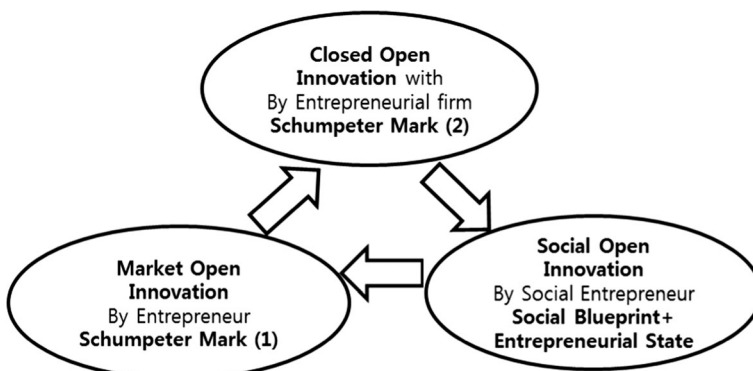 Closed Open
Innovation with
By Entrepreneurial firm
Schumpeter Mark (2)
Market Open
Innovation
By Entrepreneur
Schumpeter Mark (1)
Social Open
Innovation
By Social Entrepreneur
Social Blueprint+
Entrepreneurial State